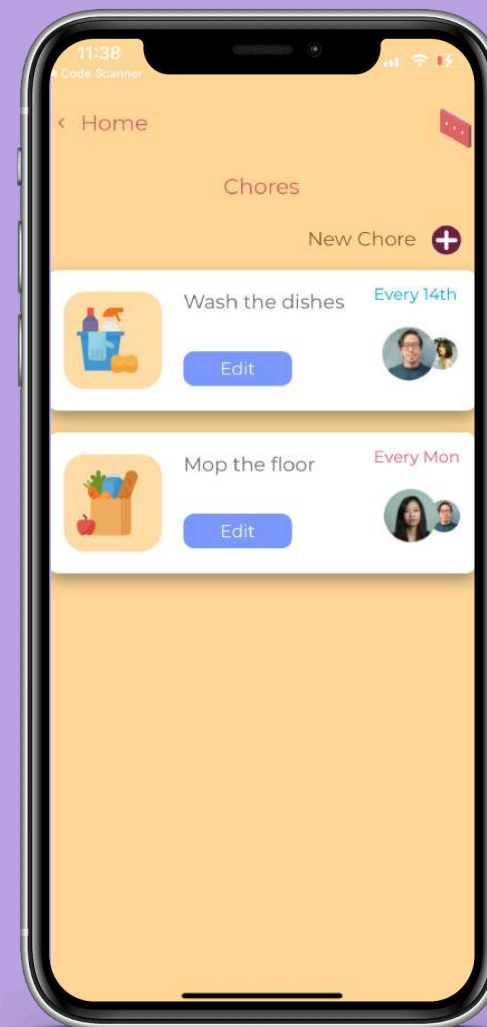 11:38
Code Scanner
Home
Chores
New Chore
Wash the dishes
Every 14th
Edit
Mop the floor
Every Mon
Edit